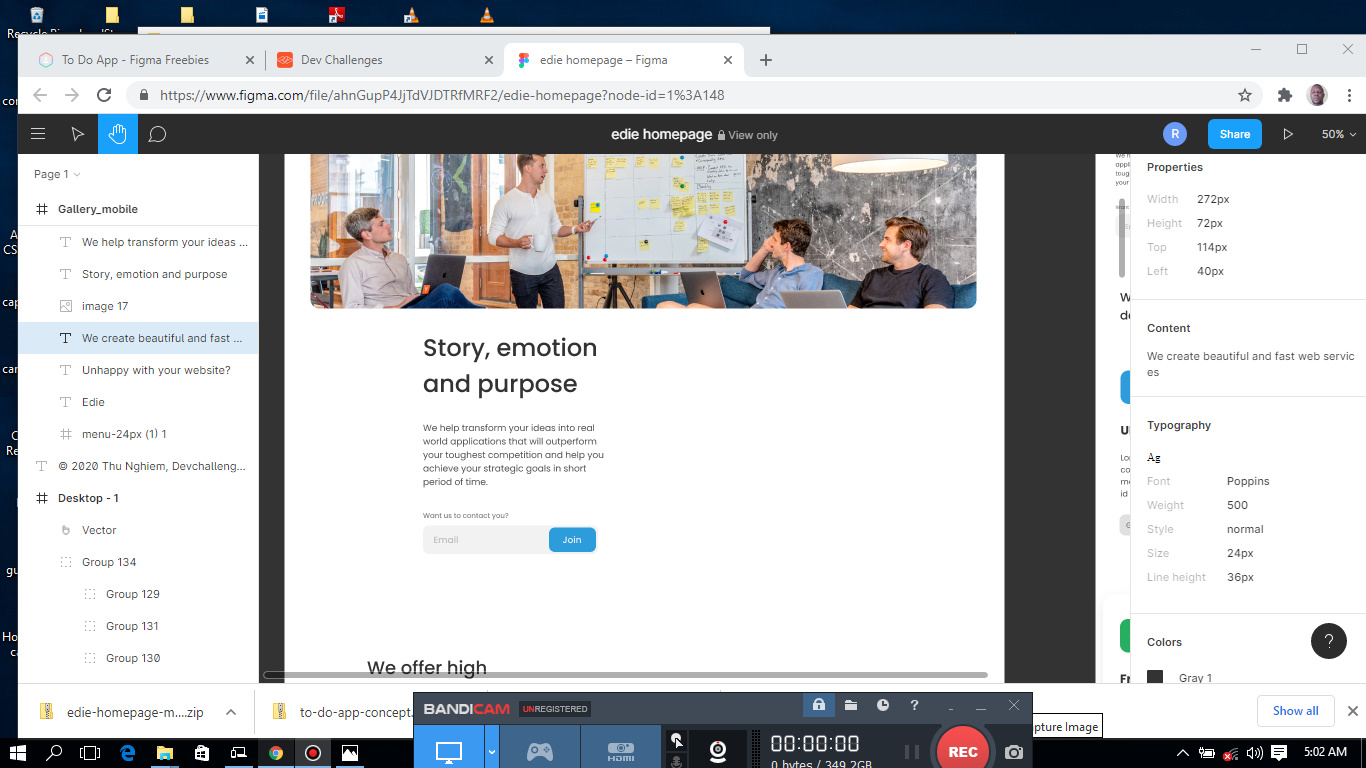 To Do App - Figma Freebies
Dev Challenges
edie homepage – Figma
https://www.figma.com/file/ahnGupP4JjTdVJDTRfMRF2/edie-homepage?node-id=1%3A148
edie homepage View only
R
Share
50%
Page 1
Gallery_mobile
We help transform your ideas ...
Story, emotion and purpose
image 17
We create beautiful and fast ...
Unhappy with your website?
Edie
menu-24px (1) 1
© 2020 Thu Nghiem, Devchalleng...
Desktop - 1
Vector
Group 134
Group 129
Group 131
Group 130
Story, emotion
and purpose
We help transform your ideas into real
world applications that will outperform
your toughest competition and help you
achieve your strategic goals in short
period of time.
Want us to contact you?
Email
Join
We offer high
Properties
Width 272px
Height 72px
Top 114px
Left 40px
Content
We create beautiful and fast web servic
es
Typography
Ag
Font Poppins
Weight 500
Style normal
Size 24px
Line height 36px
Colors
Gray 1
?
edie-homepage-m....zip
to-do-app-concept.
Show all
BANDICAM UNREGISTERED
?
HDMI
00:00:00
0 bytes / 349.2GB
REC
pture Image
5:02 AM